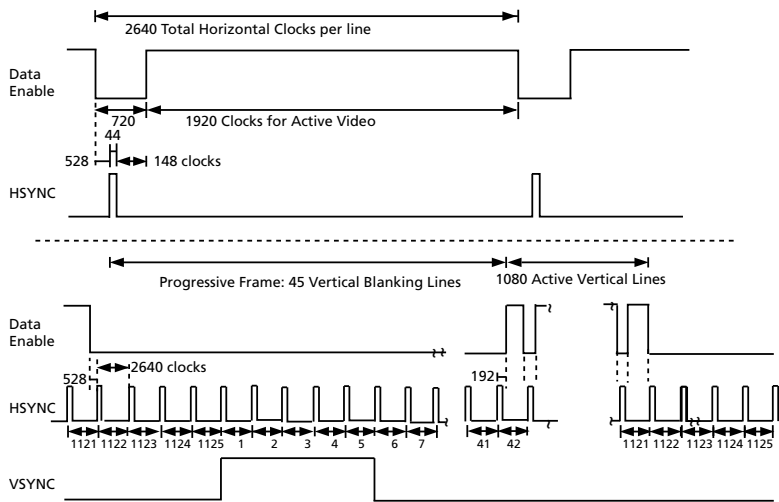 2640 Total Horizontal Clocks per line
Data
Enable
720
1920 Clocks for Active Video
44
528
148 clocks
HSYNC
Progressive Frame: 45 Vertical Blanking Lines
1080 Active Vertical Lines
Data
Enable
2640 clocks
528
192
HSYNC
1121 1122 1123 1124 1125 1 2 3 4 5 6 7 41 42 1121 1122 1123 1124 1125
VSYNC